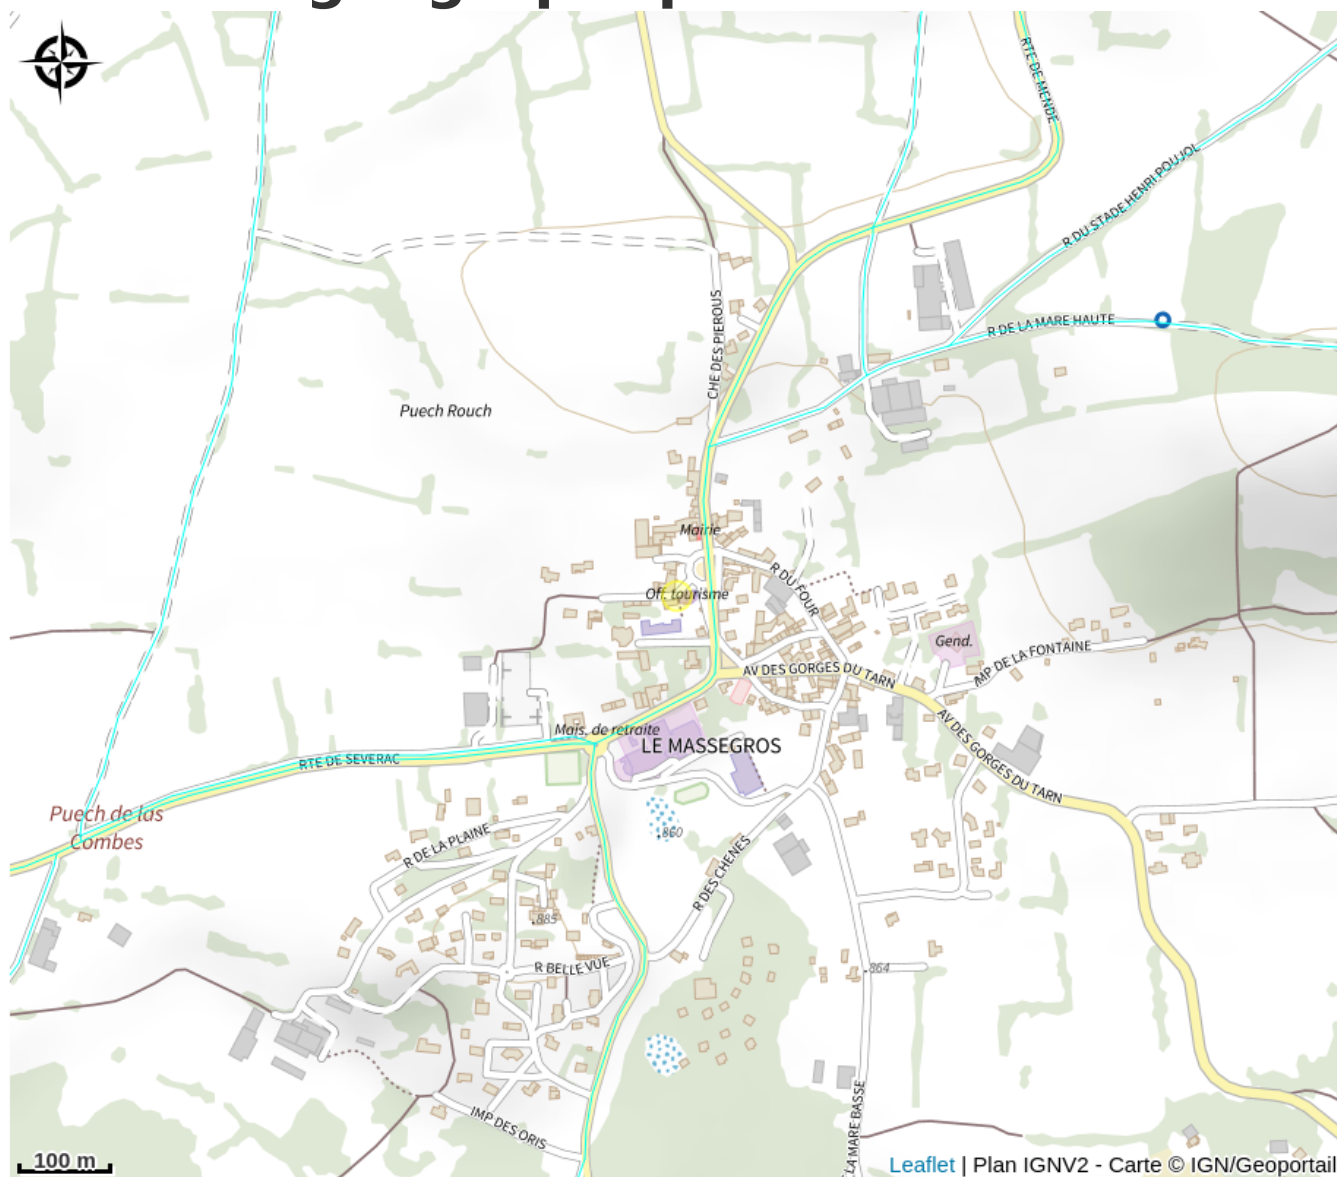 RTE DE MENDE
R DU STADE HENRI POUJOL
CHE DES PIEROUS
R DE LA MARE HAUTE
Puech Rouch
Mairie
R DU FOUR
Off. tourisme
Gend.
IMP DE LA FONTAINE
AV DES GORGES DU TARN
Mais. de retraite
LE MASSEGROS
AV DES GORGES DU TARN
RTE DE SEVERAC
Puech de las
Combes
860
R DE LA PLAINE
R DES CHENES
885
R BELLE VUE
864
IMP DES ORIS
LA MARE BASSE
100 m
Leaflet | Plan IGNV2 - Carte © IGN/Geoportail